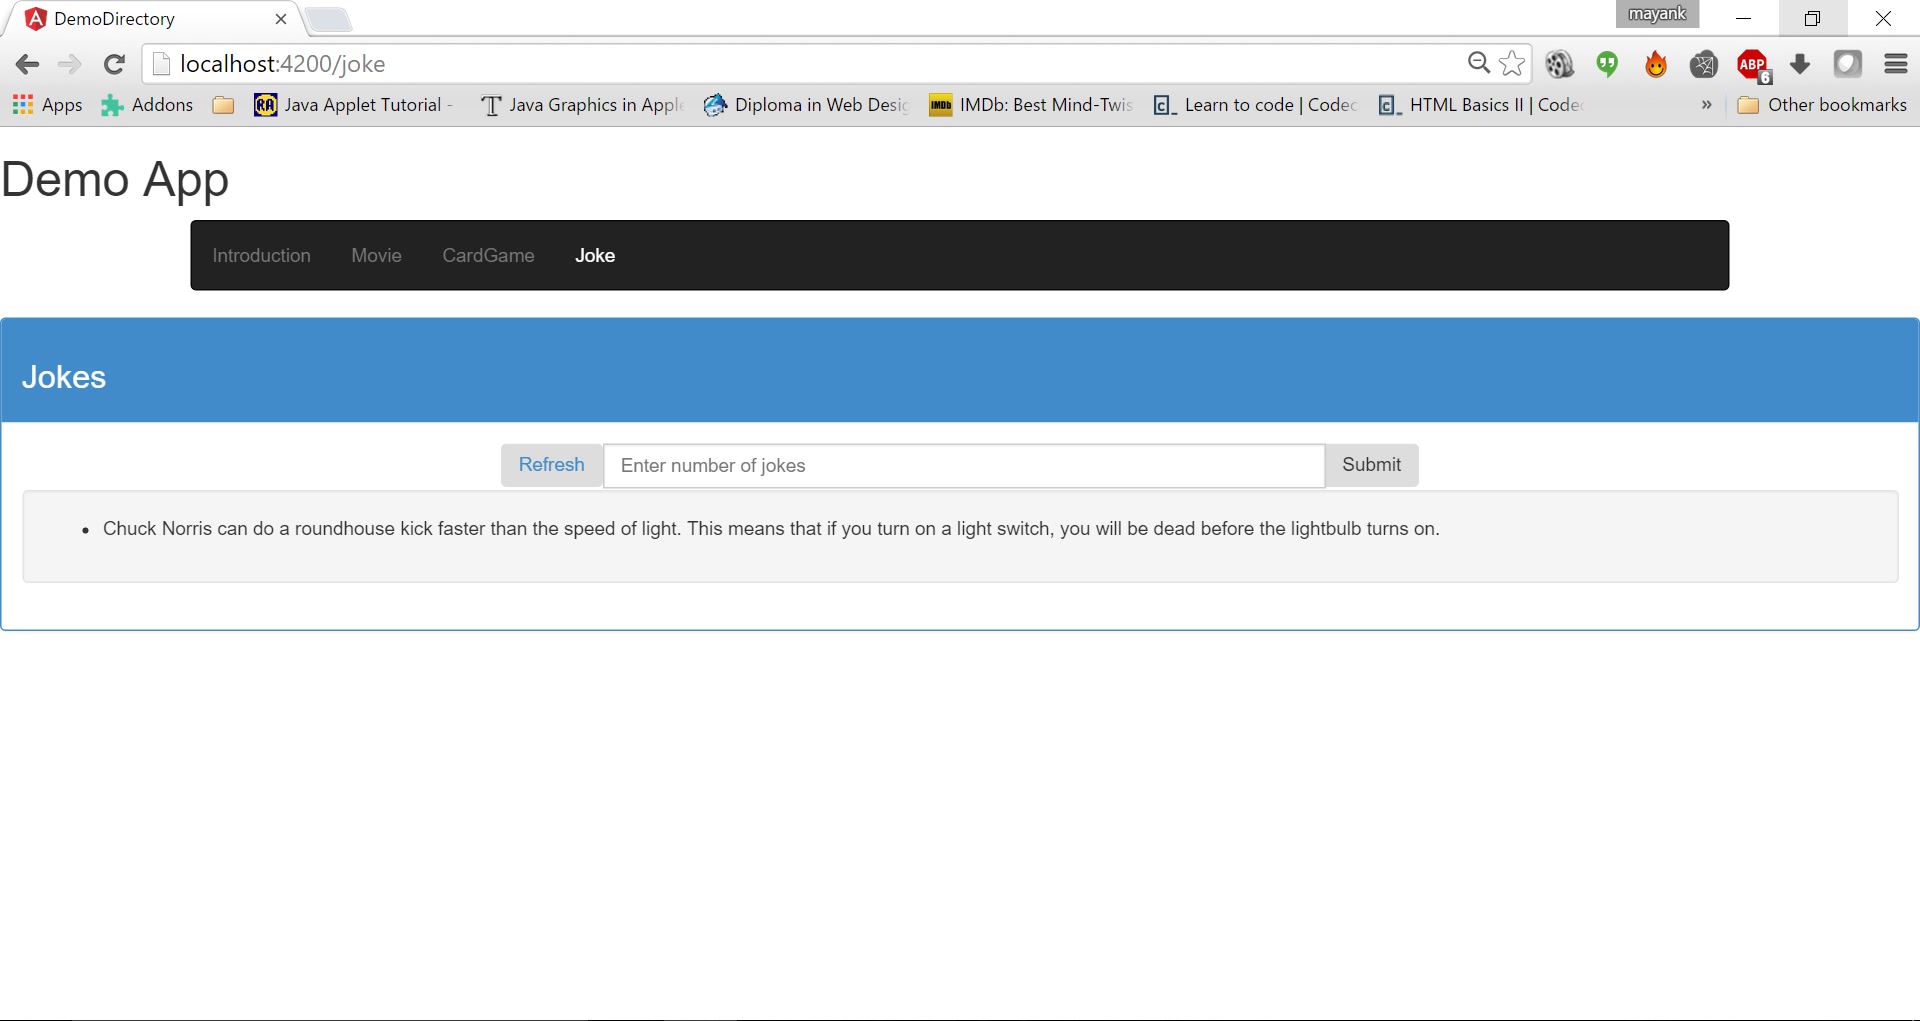 DemoDirectory
mayank
localhost:4200/joke
ABP
6
Apps
Addons
RA
Java Applet Tutorial -
T
Java Graphics in Apple
Diploma in Web Desig
IMDb
IMDb: Best Mind-Twis
Learn to code | Codec
HTML Basics II | Codec
»
Other bookmarks
Demo App
Introduction Movie CardGame Joke
Jokes
Refresh
Enter number of jokes
Submit
• Chuck Norris can do a roundhouse kick faster than the speed of light. This means that if you turn on a light switch, you will be dead before the lightbulb turns on.